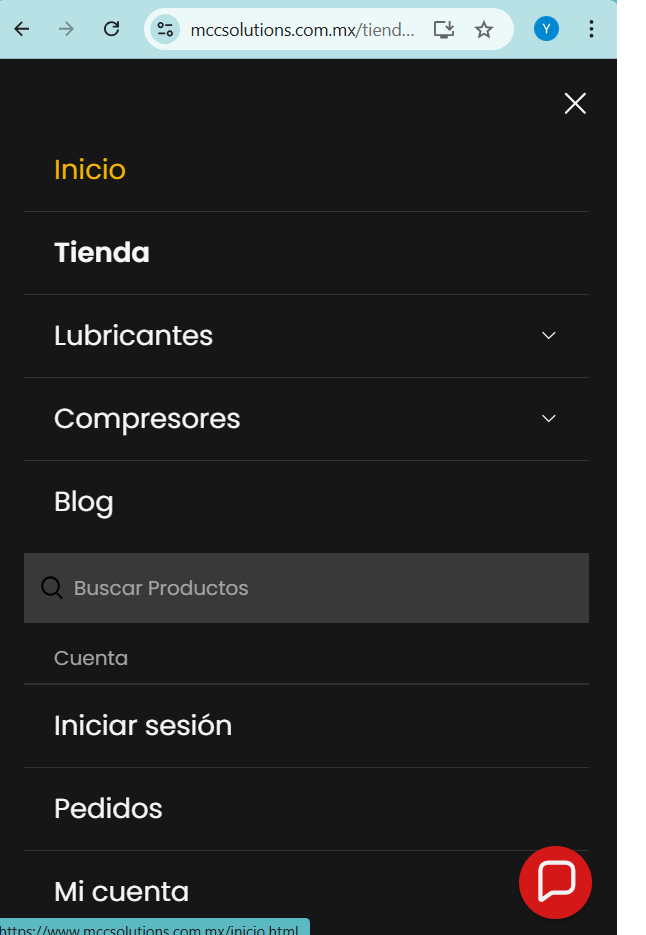 mccsolutions.com.mx/tiend...
Y
Inicio
Tienda
Lubricantes
Compresores
Blog
Buscar Productos
Cuenta
Iniciar sesión
Pedidos
Mi cuenta
https://www.mccsolutions.com.mx/inicio.html